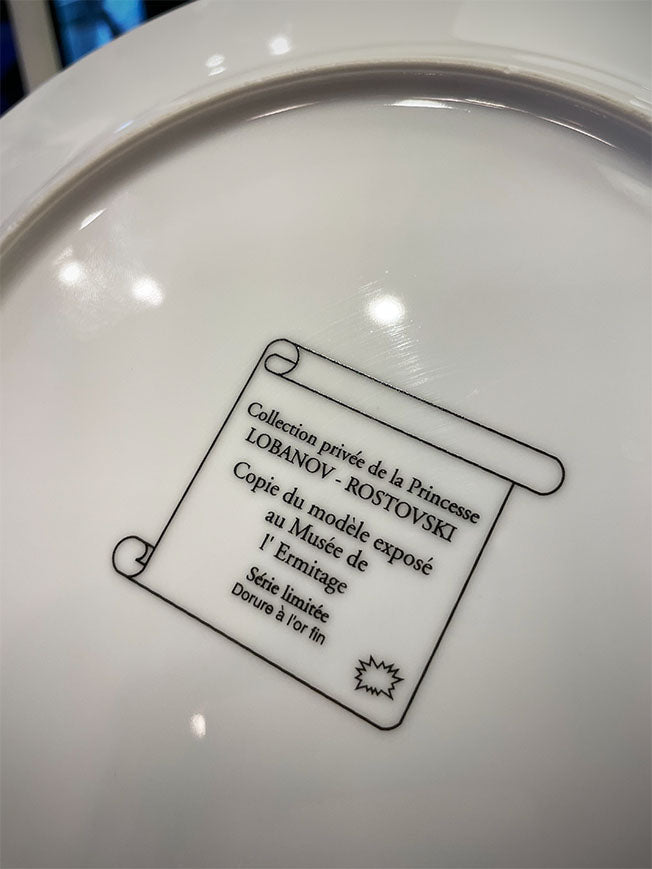 Collection privée de la Princesse
LOBANOV - ROSTOVSKI
Copie du modèle exposé
au Musée de
l' Ermitage
Série limitée
Dorure à l'or fin